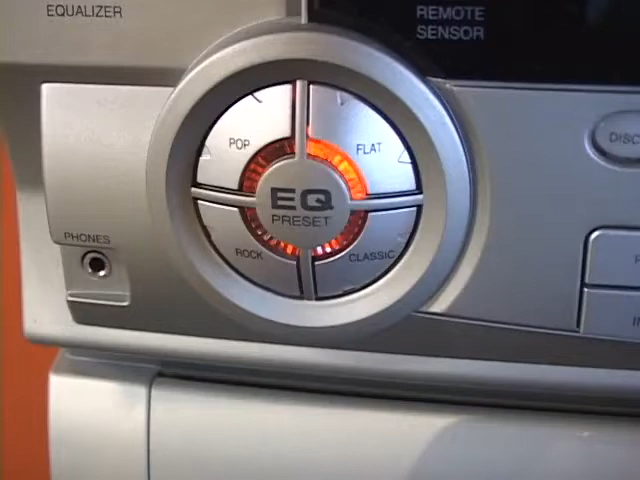 EQUALIZER
REMOTE
SENSOR
POP
FLAT
DISC
EQ
PRESET
PHONES
ROCK
CLASSIC